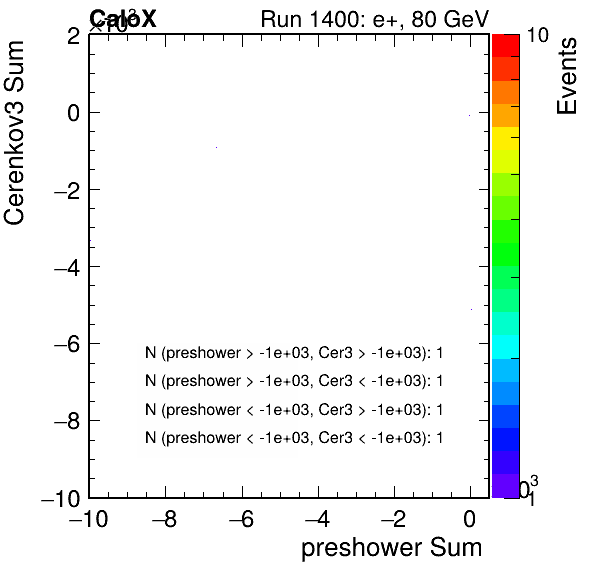 ×10³
CaloX
Run 1400: e+, 80 GeV
Cerenkov3 Sum
Events
2
0
−2
−4
−6
−8
−10
10
1
N (preshower > -1e+03, Cer3 > -1e+03): 1
N (preshower > -1e+03, Cer3 < -1e+03): 1
N (preshower < -1e+03, Cer3 > -1e+03): 1
N (preshower < -1e+03, Cer3 < -1e+03): 1
−10 −8 −6 −4 −2 0
preshower Sum